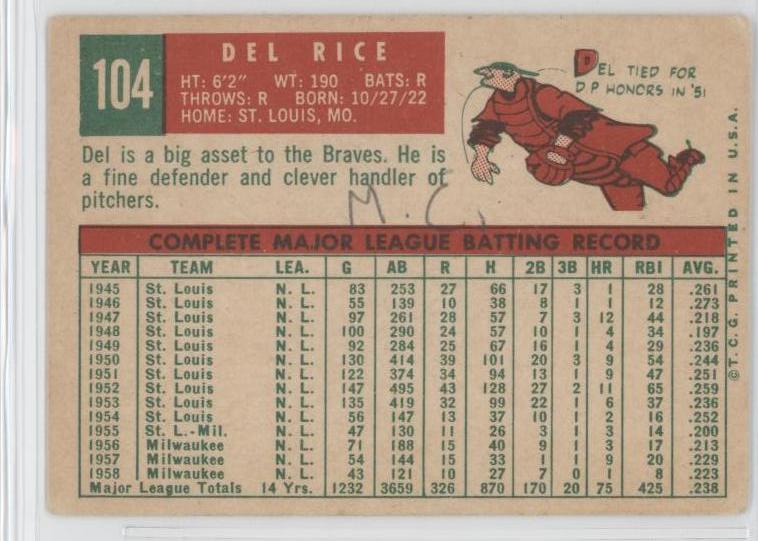 104
DEL RICE
HT: 6'2" WT: 190 BATS: R
THROWS: R BORN: 10/27/22
HOME: ST. LOUIS, MO.
DEL TIED FOR
DP HONORS IN '51
Del is a big asset to the Braves. He is
a fine defender and clever handler of
pitchers.
M.C.
COMPLETE MAJOR LEAGUE BATTING RECORD
YEAR TEAM LEA. G AB R H 2B 3B HR RBI AVG.
1945 St. Louis N. L. 83 253 27 66 17 3 1 28 .261
1946 St. Louis N. L. 55 139 10 38 8 1 1 12 .273
1947 St. Louis N. L. 97 261 28 57 7 3 12 44 .218
1948 St. Louis N. L. 100 290 24 57 10 1 4 34 .197
1949 St. Louis N. L. 92 284 25 67 16 1 4 29 .236
1950 St. Louis N. L. 130 414 39 101 20 3 9 54 .244
1951 St. Louis N. L. 122 374 34 94 13 1 9 47 .251
1952 St. Louis N. L. 147 495 43 128 27 2 11 65 .259
1953 St. Louis N. L. 135 419 32 99 22 1 6 37 .236
1954 St. Louis N. L. 56 147 13 37 10 1 2 16 .252
1955 St. L.-Mil. N. L. 47 130 11 26 3 1 3 14 .200
1956 Milwaukee N. L. 71 188 15 40 9 1 3 17 .213
1957 Milwaukee N. L. 54 144 15 33 1 1 9 20 .229
1958 Milwaukee N. L. 43 121 10 27 7 0 1 8 .223
Major League Totals 14 Yrs. 1232 3659 326 870 170 20 75 425 .238
©T.C.G. PRINTED IN U.S.A.